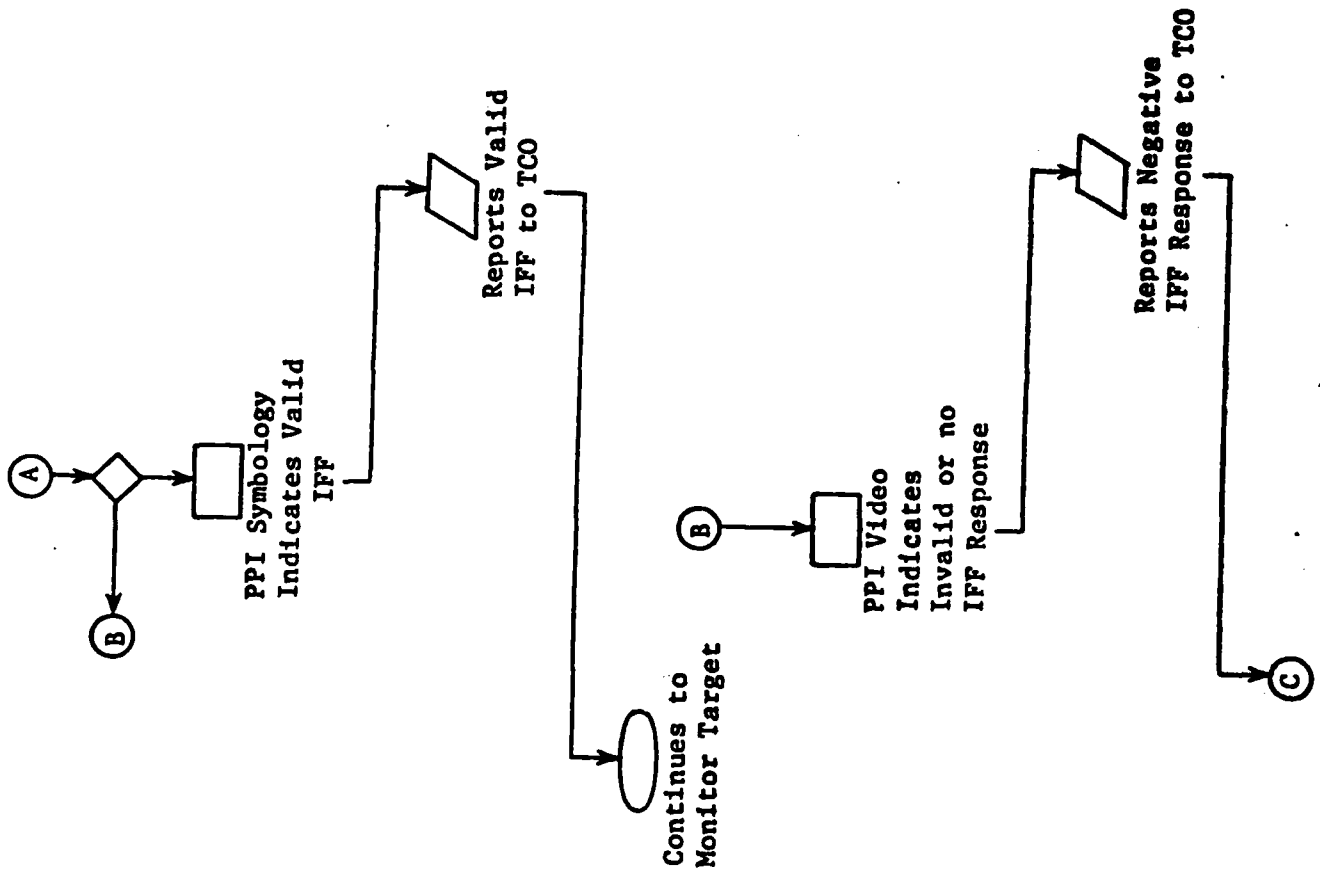 A
B
PPI Symbology
Indicates Valid
IFF
Reports Valid
IFF to TCO
Continues to
Monitor Target
B
PPI Video
Indicates
Invalid or no
IFF Response
Reports Negative
IFF Response to TCO
C